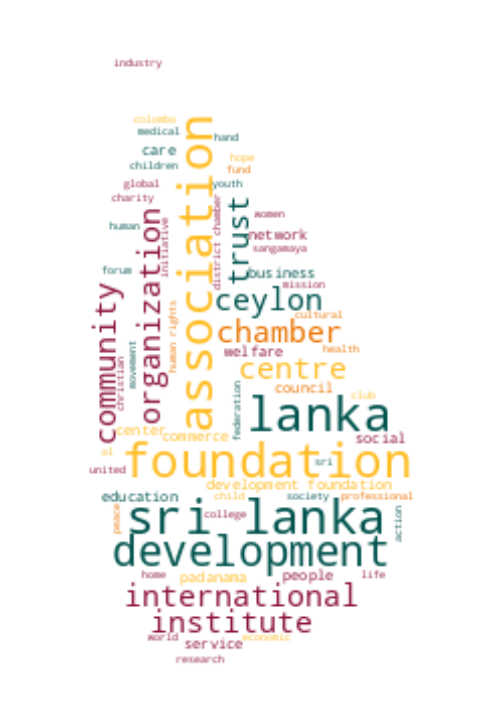 industry
colombo
medical
hand
care
hope
children
fund
global
youth
charity
association
district chamber
trust
women
human
organization
initiative
network
sangamaya
forum
business
mission
community
ceylon
human rights
cultural
chamber
movement
christian
welfare
health
centre
council
federation
club
lanka
center
commerce
social
al
foundation
sri
united
development foundation
education
child
society
professional
peace
sri lanka
college
action
development
home
padanama
people
life
international
institute
world
economic
service
research